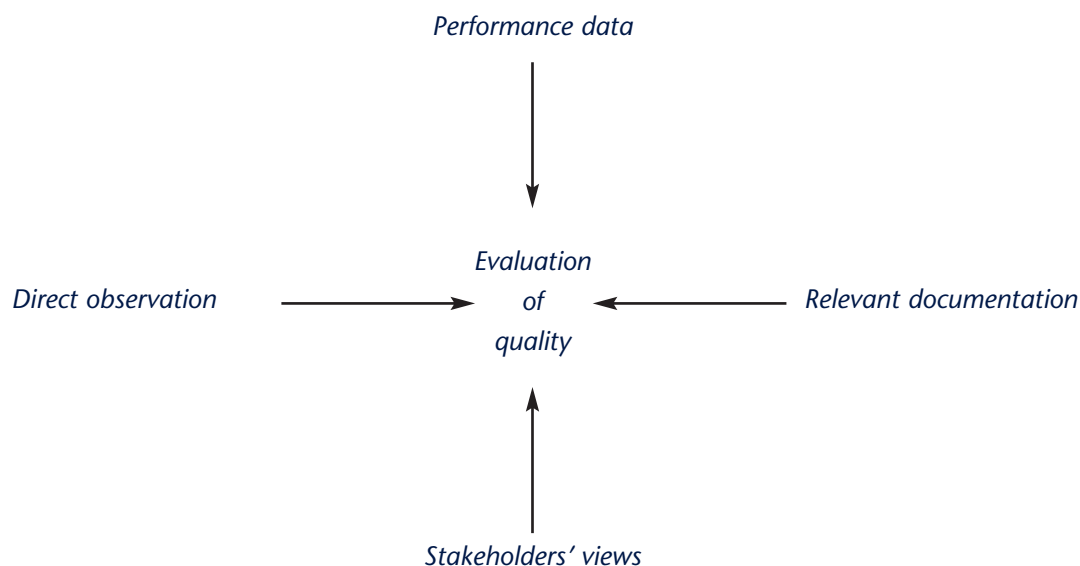 Performance data
Evaluation
Direct observation
of
Relevant documentation
quality
Stakeholders’ views